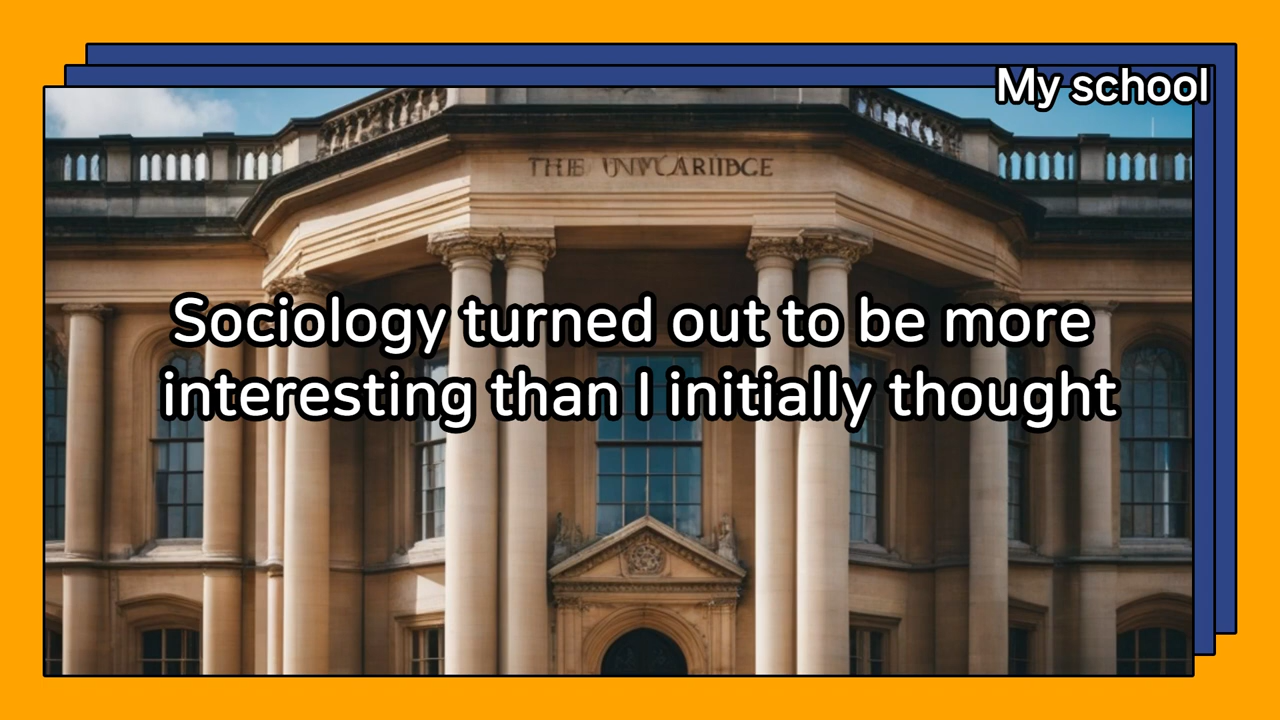 My school
THE
Sociology turned out to be more
interesting than I initially thought